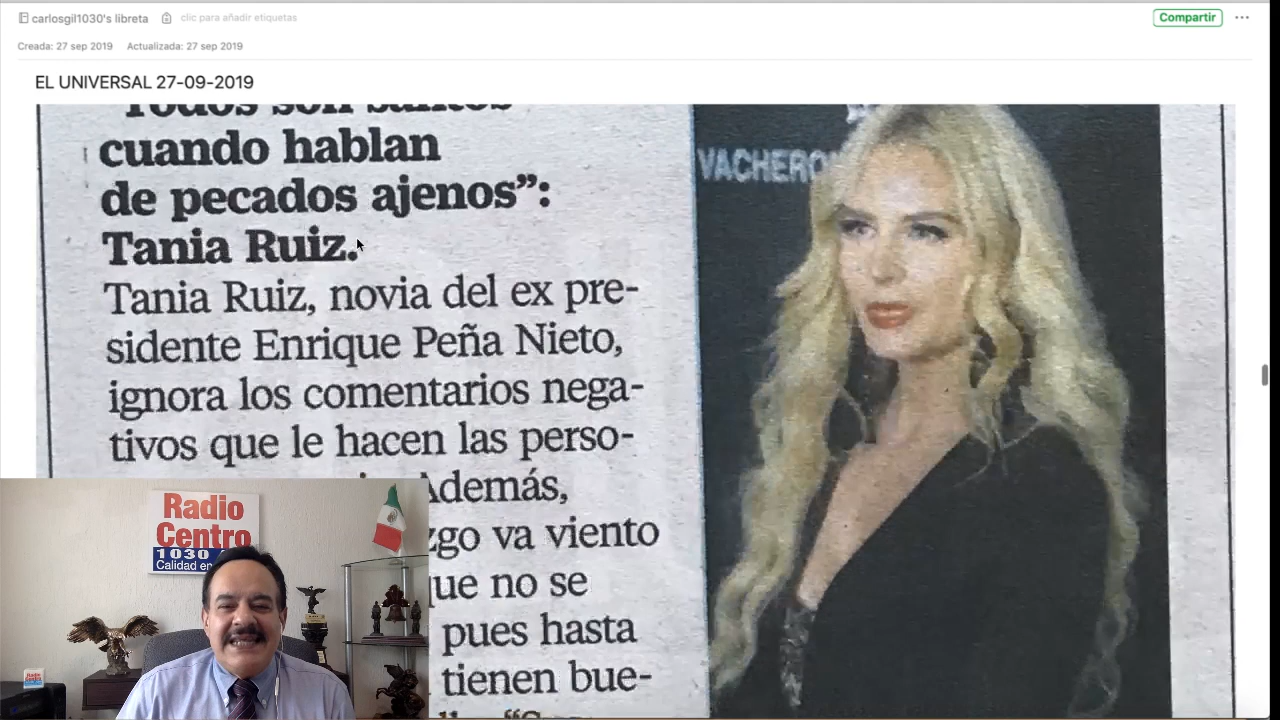 carlosgil1030's libreta
clic para añadir etiquetas
Compartir
Creada: 27 sep 2019 Actualizada: 27 sep 2019
EL UNIVERSAL 27-09-2019
"Todos son santos
cuando hablan
de pecados ajenos":
Tania Ruiz.
Tania Ruiz, novia del ex pre-
sidente Enrique Peña Nieto,
ignora los comentarios nega-
tivos que le hacen las perso-
Además,
zgo va viento
que no se
pues hasta
tienen bue-
VACHERO
Radio
Centro
1030
Calidad en